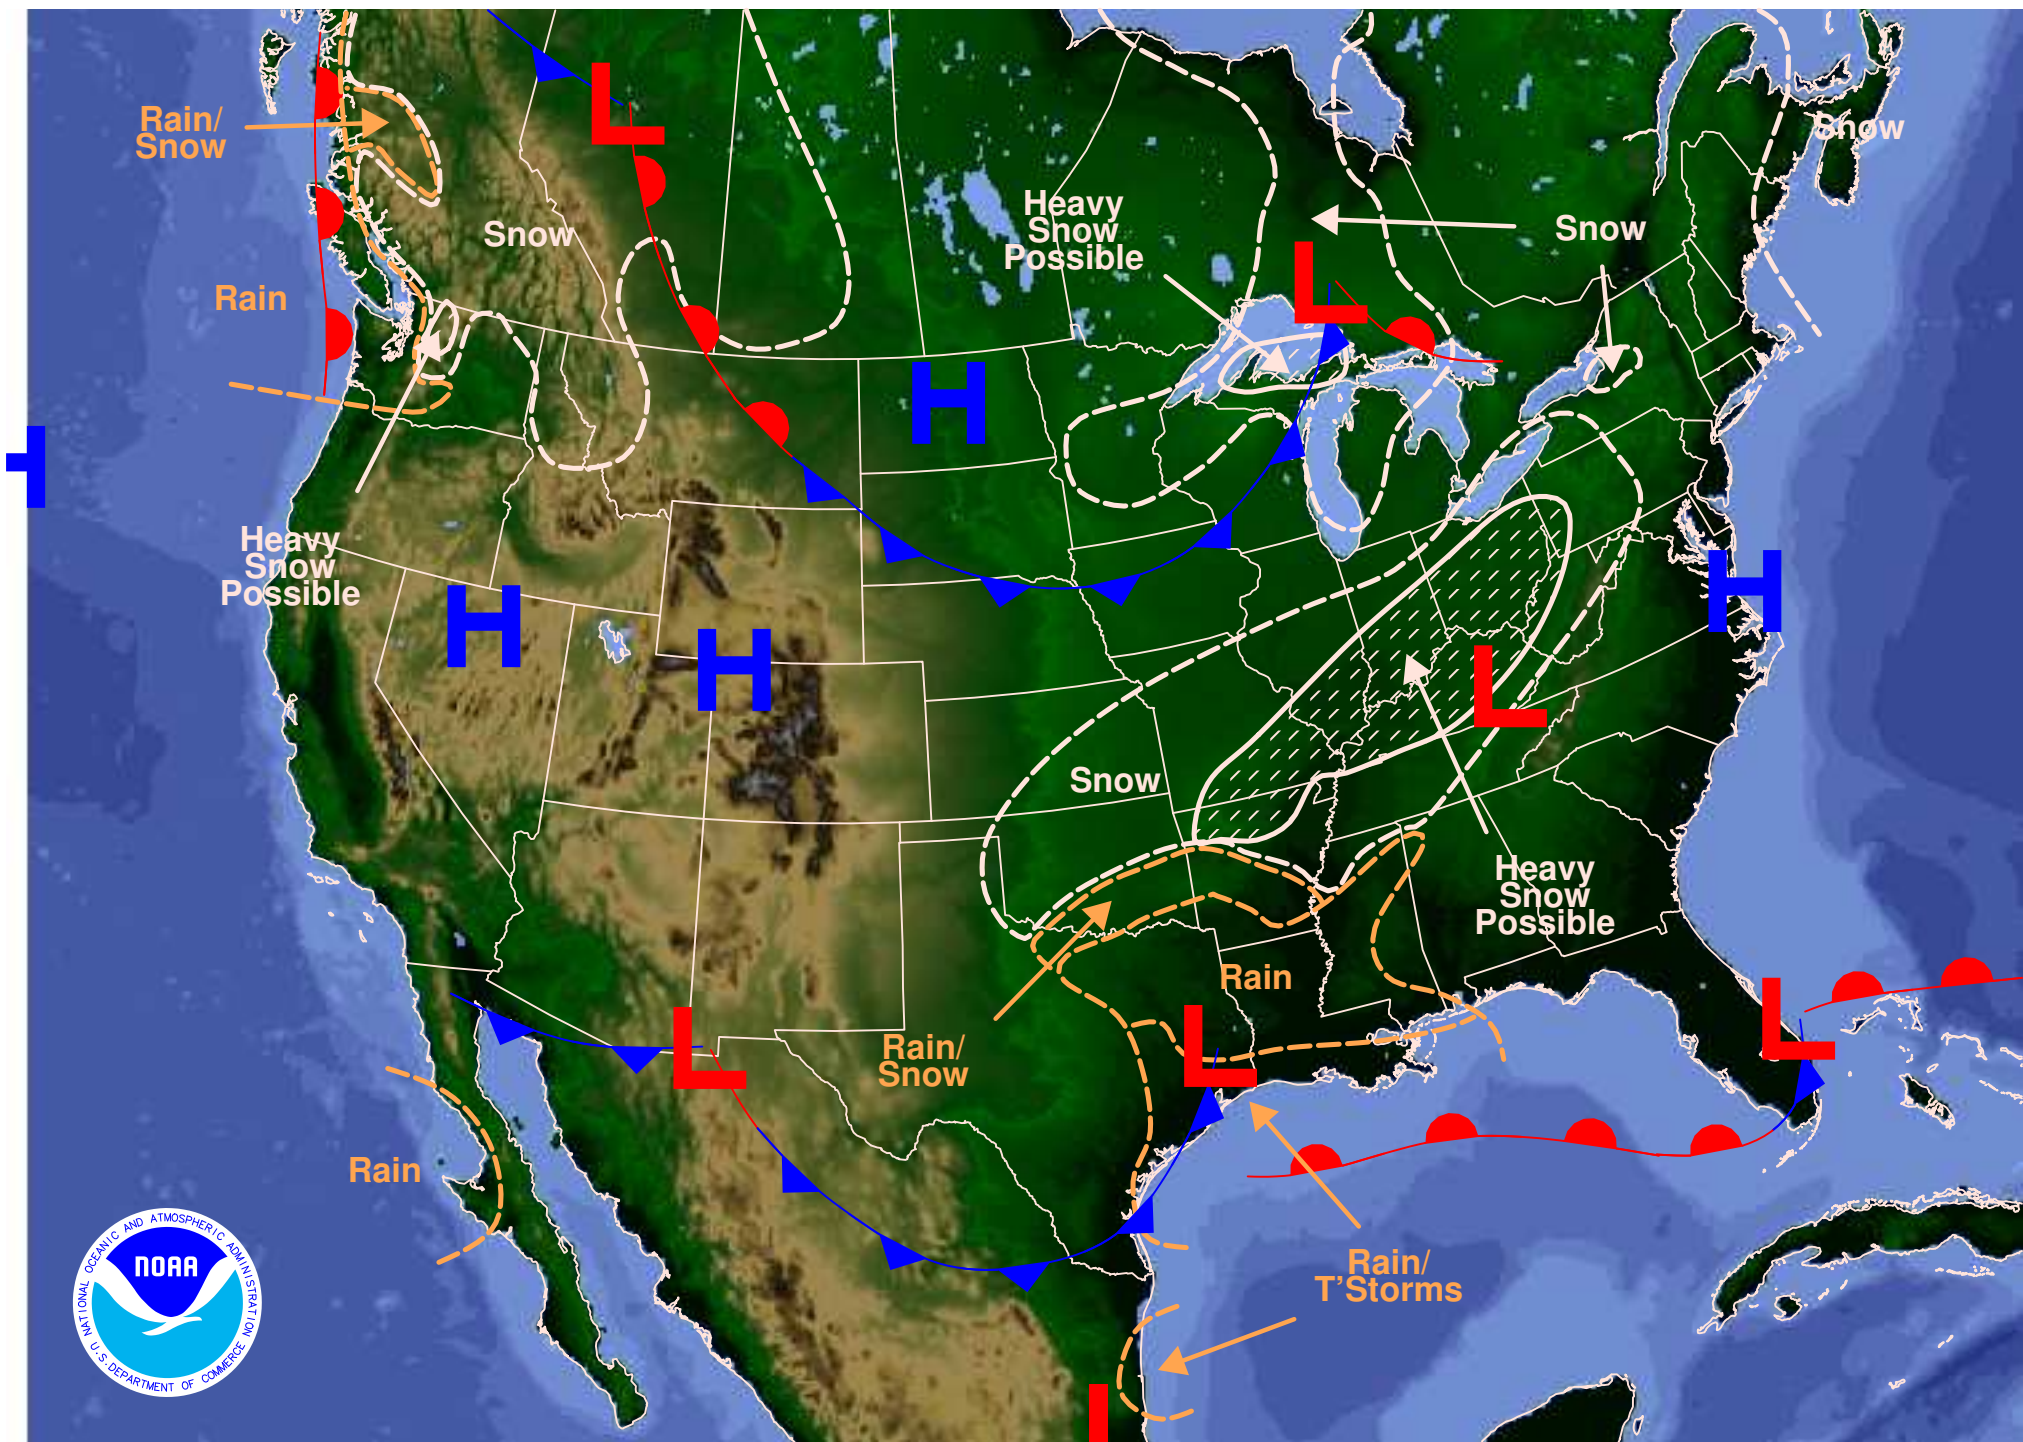 Rain/
Snow
Snow
Heavy
Snow
Possible
Snow
Snow
Rain
L
L
H
H
Heavy
Snow
Possible
H
H
H
L
Snow
Heavy
Snow
Possible
Rain
Rain/
Snow
L
L
L
Rain
Rain/
T'Storms
L
NOAA
NATIONAL OCEANIC AND ATMOSPHERIC ADMINISTRATION
U.S. DEPARTMENT OF COMMERCE